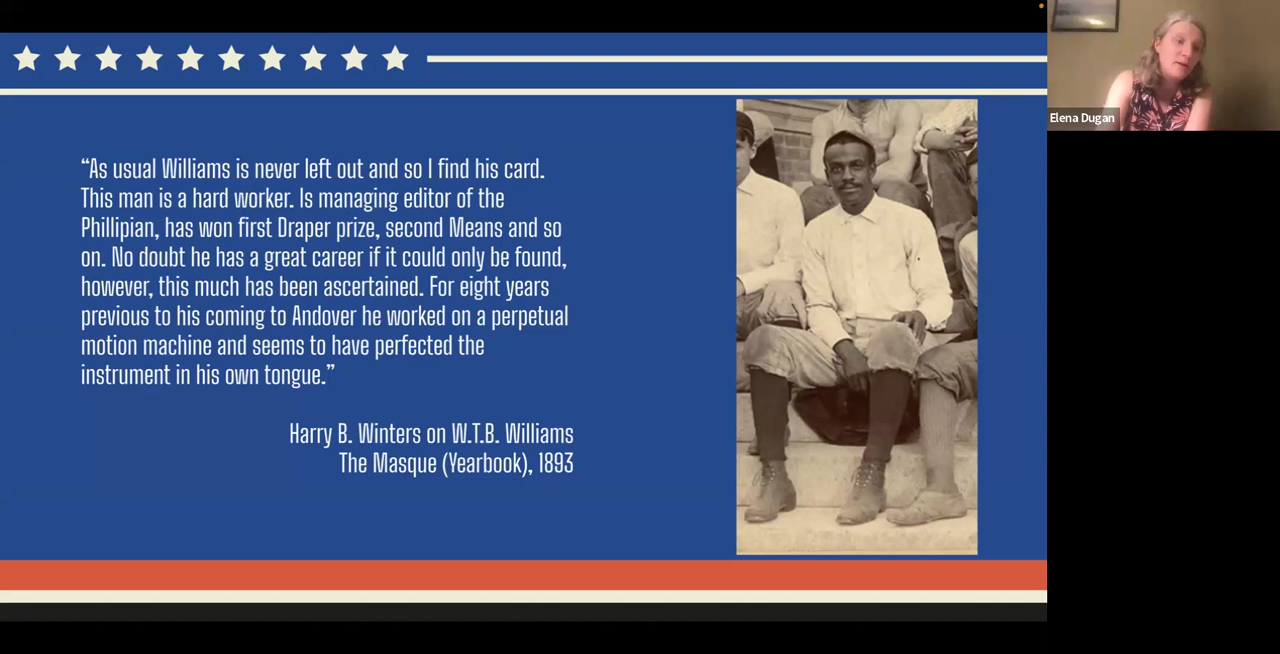 “As usual Williams is never left out and so I find his card.
This man is a hard worker. Is managing editor of the
Phillipian, has won first Draper prize, second Means and so
on. No doubt he has a great career if it could only be found,
however, this much has been ascertained. For eight years
previous to his coming to Andover he worked on a perpetual
motion machine and seems to have perfected the
instrument in his own tongue.”
Harry B. Winters on W.T.B. Williams
The Masque (Yearbook), 1893
Elena Dugan